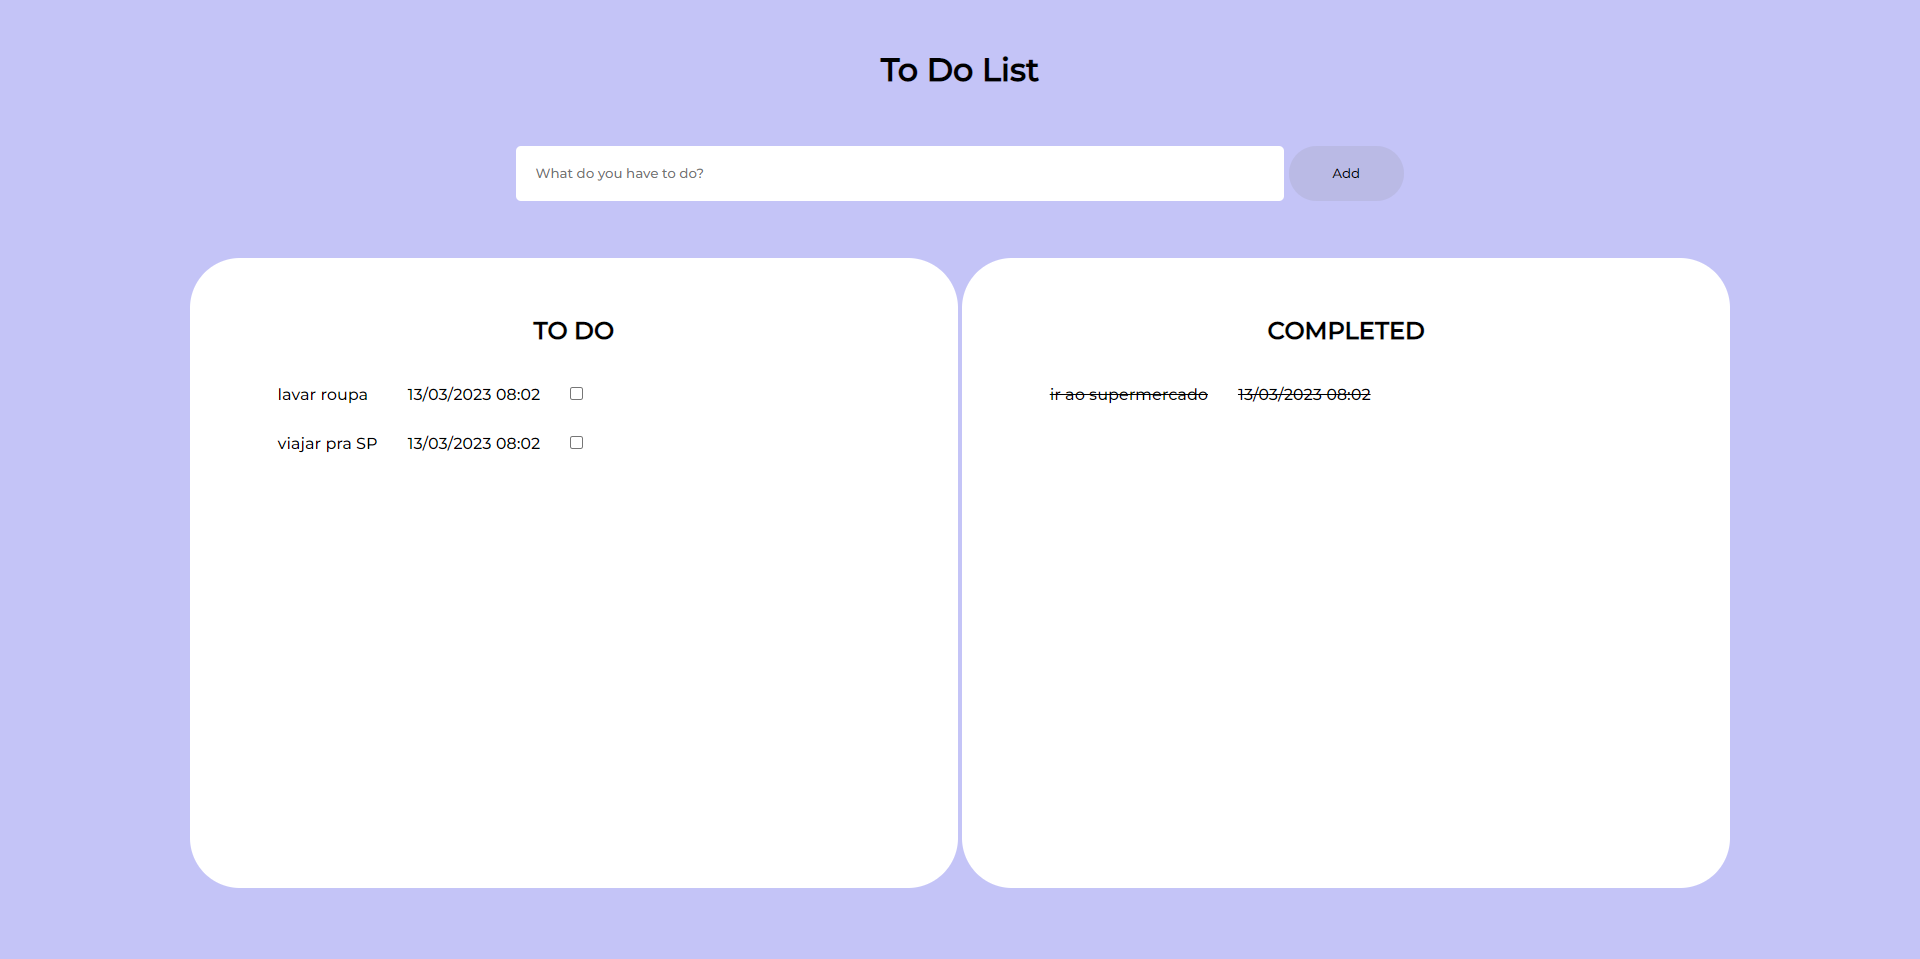 To Do List
What do you have to do?
Add
TO DO
lavar roupa 13/03/2023 08:02
viajar pra SP 13/03/2023 08:02
COMPLETED
ir ao supermercado 13/03/2023 08:02